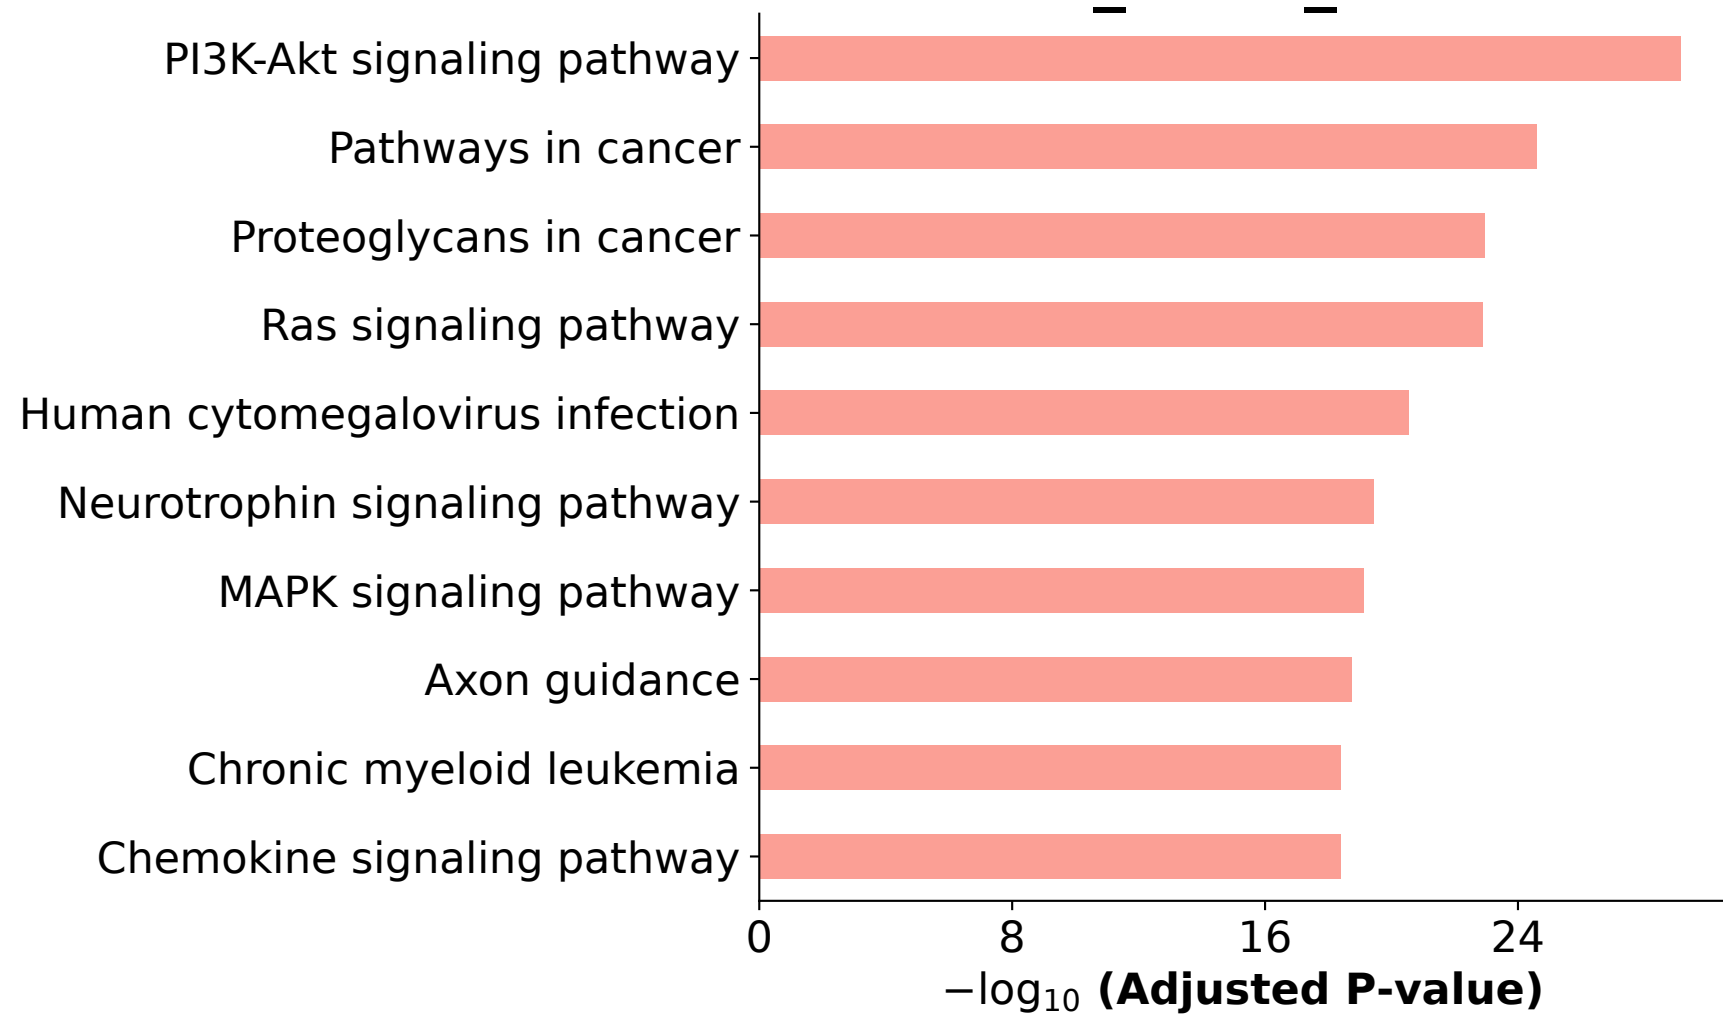 PI3K-Akt signaling pathway
Pathways in cancer
Proteoglycans in cancer
Ras signaling pathway
Human cytomegalovirus infection
Neurotrophin signaling pathway
MAPK signaling pathway
Axon guidance
Chronic myeloid leukemia
Chemokine signaling pathway
0 8 16 24
−log₁₀ (Adjusted P-value)